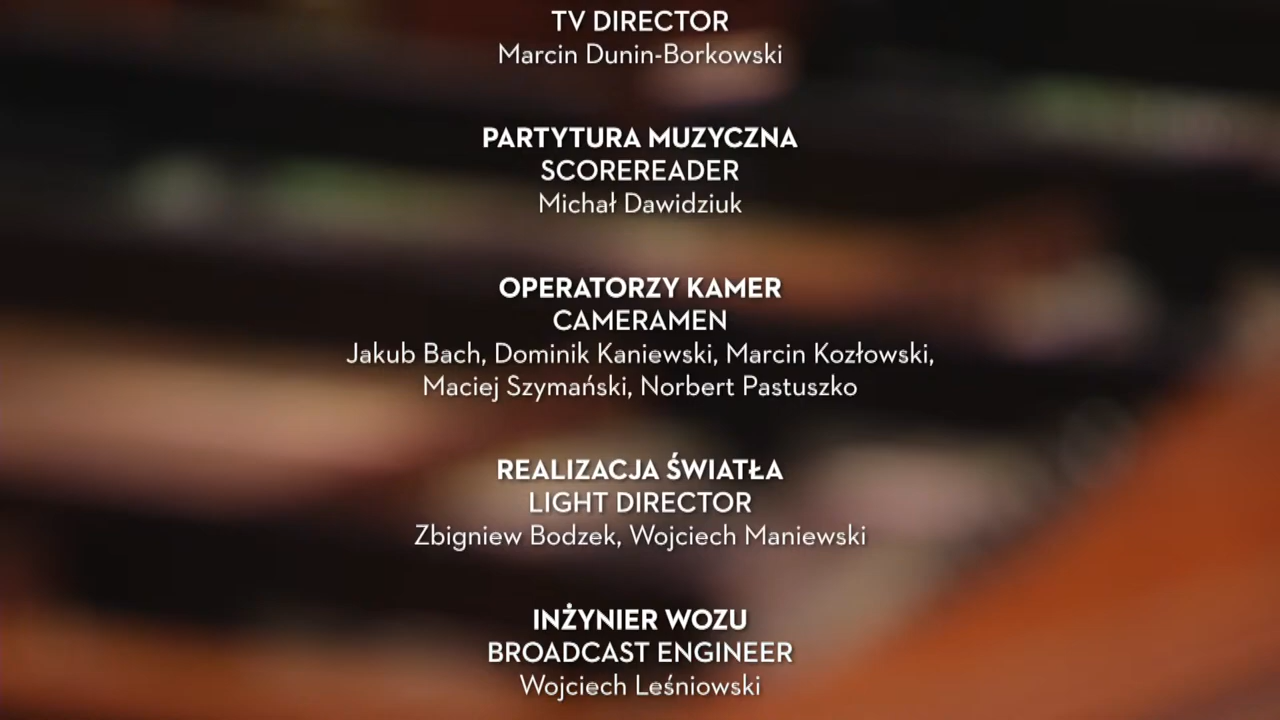 TV DIRECTOR
Marcin Dunin-Borkowski
PARTYTURA MUZYCZNA
SCOREREADER
Michał Dawidziuk
OPERATORZY KAMER
CAMERAMEN
Jakub Bach, Dominik Kaniewski, Marcin Kozłowski,
Maciej Szymański, Norbert Pastuszko
REALIZACJA ŚWIATŁA
LIGHT DIRECTOR
Zbigniew Bodzek, Wojciech Maniewski
INŻYNIER WOZU
BROADCAST ENGINEER
Wojciech Leśniowski